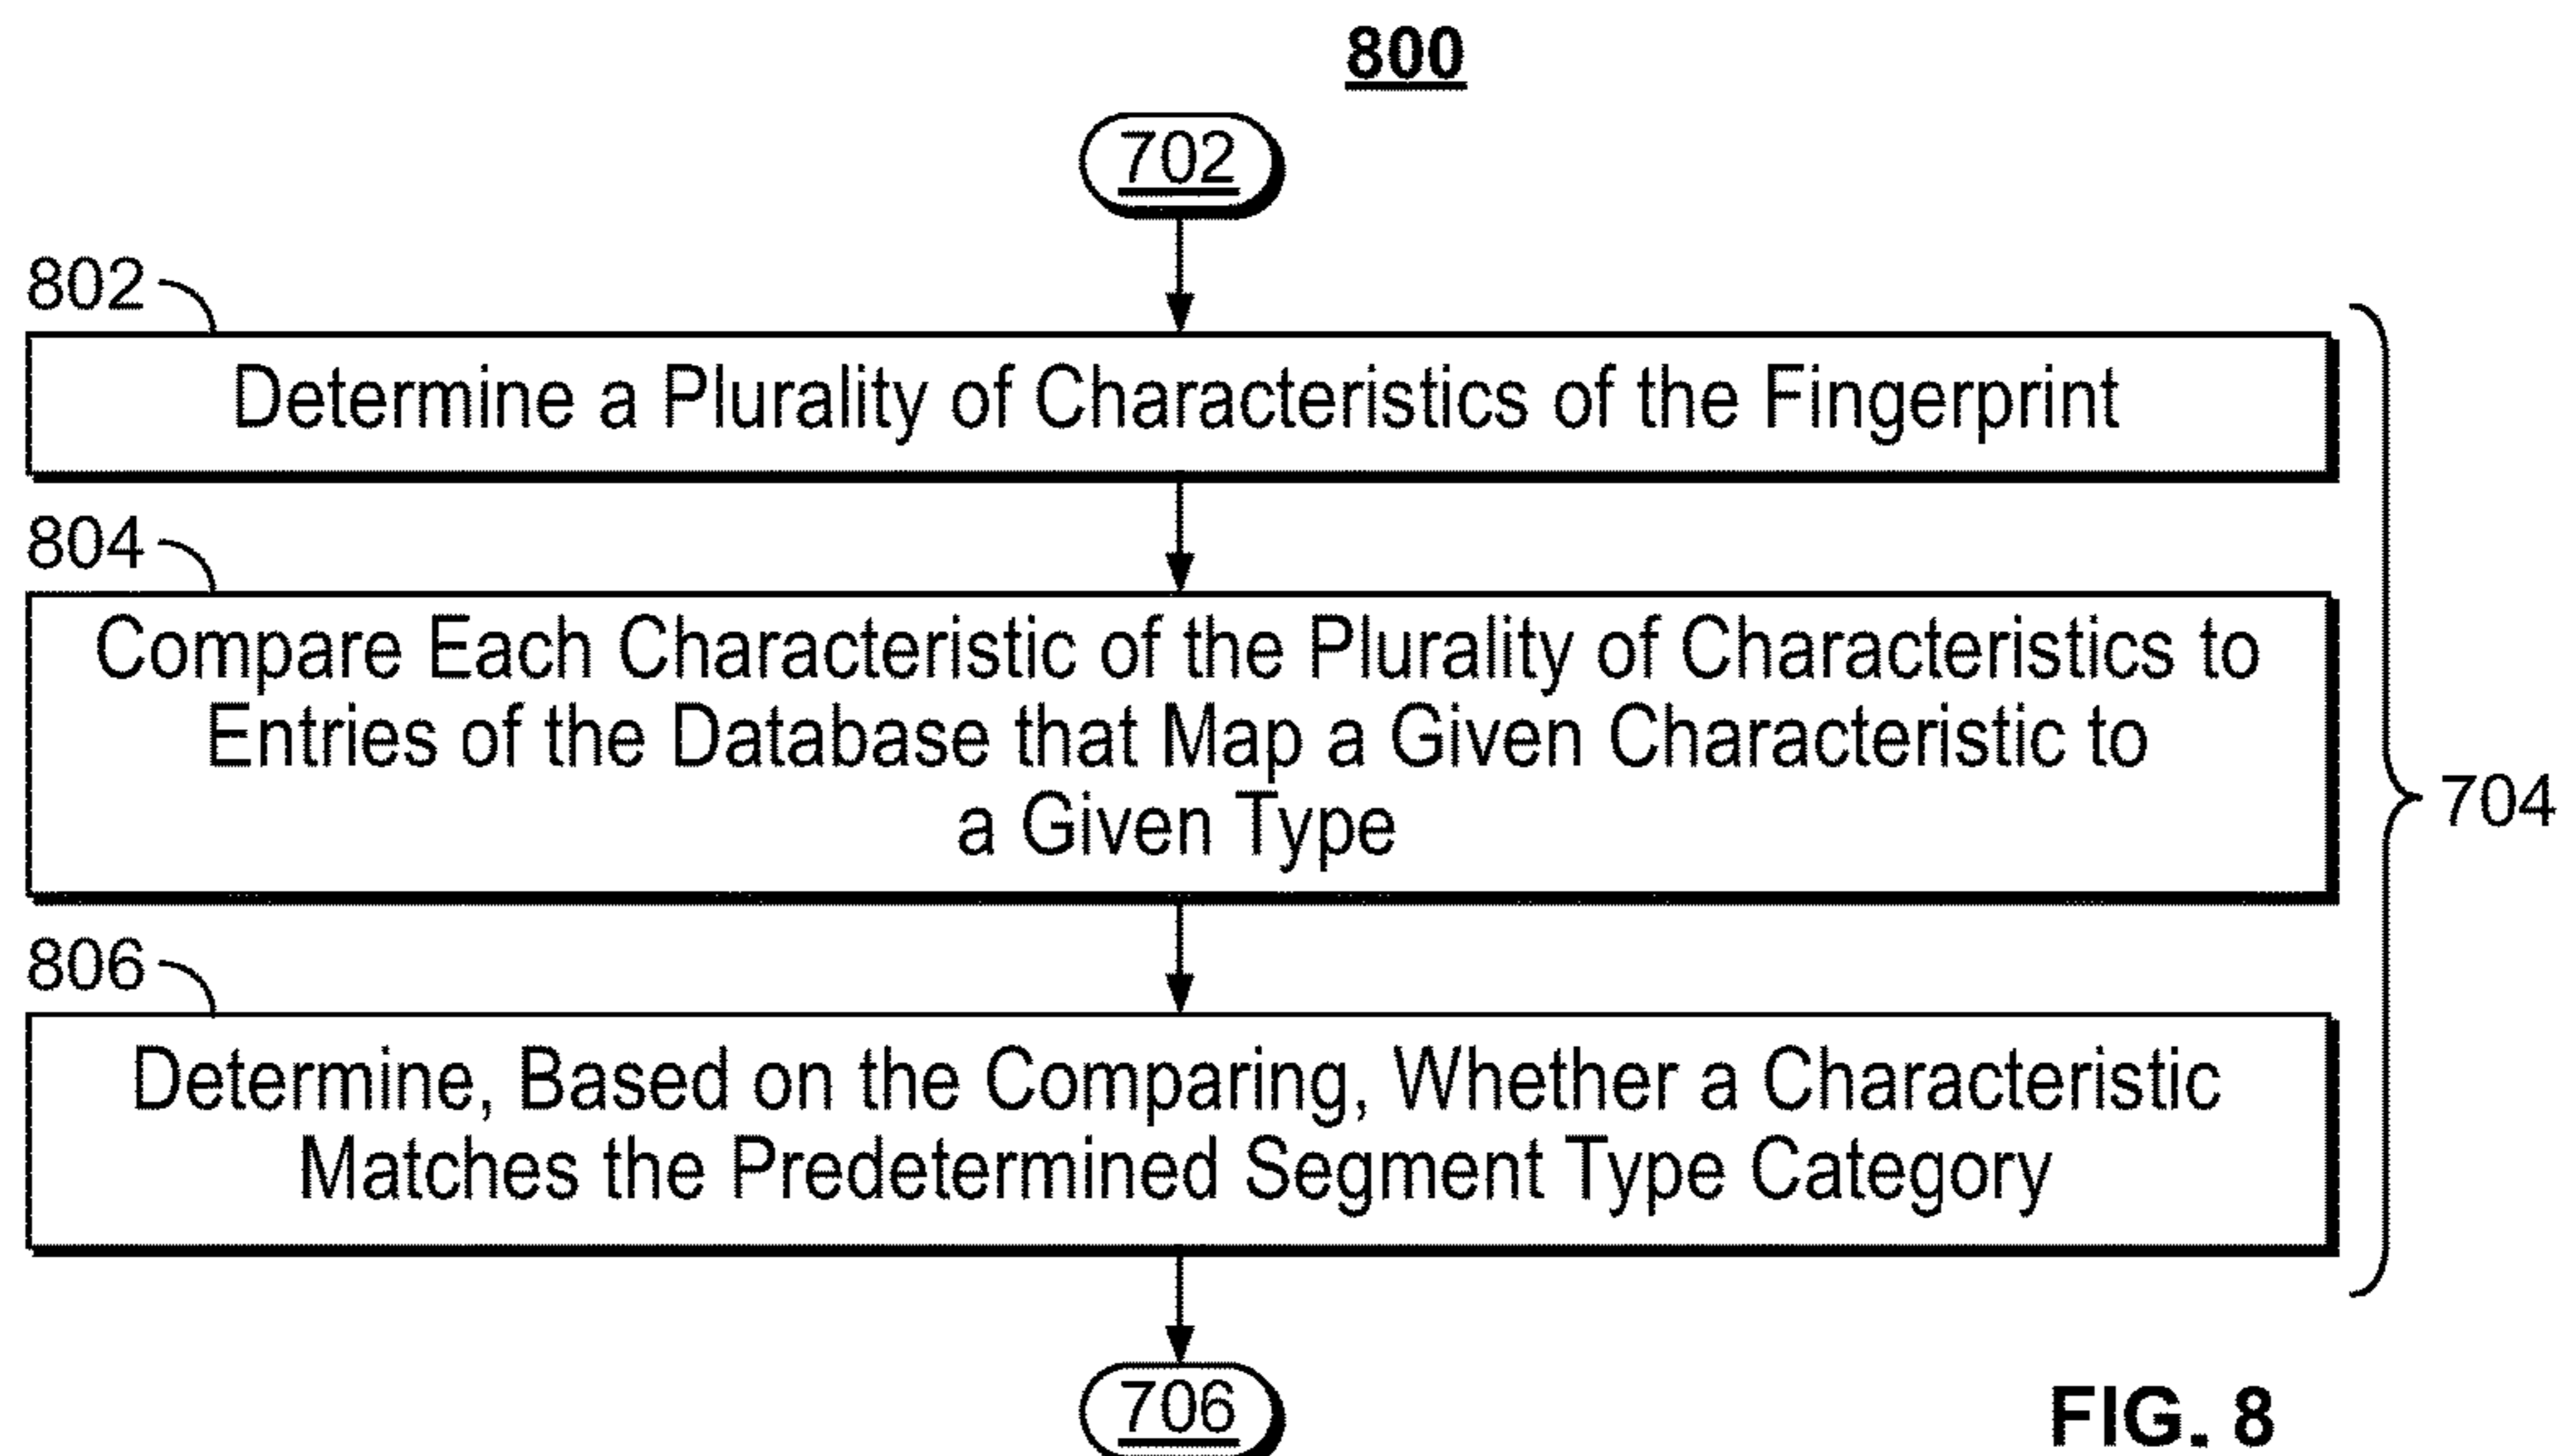 800
702
802
Determine a Plurality of Characteristics of the Fingerprint
804
Compare Each Characteristic of the Plurality of Characteristics to
Entries of the Database that Map a Given Characteristic to
a Given Type
704
806
Determine, Based on the Comparing, Whether a Characteristic
Matches the Predetermined Segment Type Category
706
FIG. 8